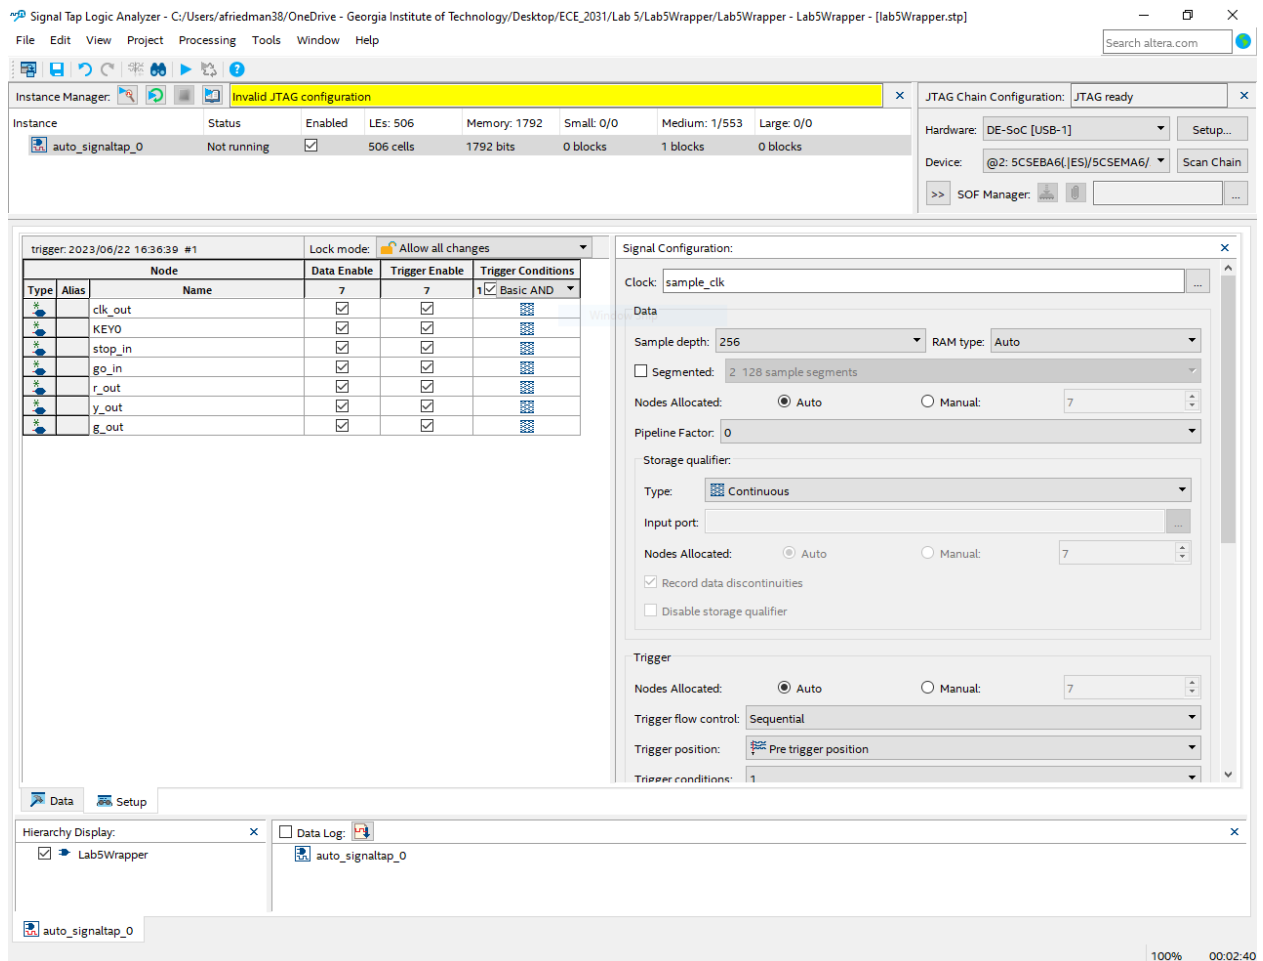 Signal Tap Logic Analyzer - C:/Users/afriedman38/OneDrive - Georgia Institute of Technology/Desktop/ECE_2031/Lab 5/Lab5Wrapper/Lab5Wrapper - Lab5Wrapper - [lab5Wrapper.stp]
File Edit View Project Processing Tools Window Help
Search altera.com
Instance Manager: Invalid JTAG configuration
Instance Status Enabled LEs: 506 Memory: 1792 Small: 0/0 Medium: 1/553 Large: 0/0
auto_signaltap_0 Not running 506 cells 1792 bits 0 blocks 1 blocks 0 blocks
JTAG Chain Configuration: JTAG ready
Hardware: DE-SoC [USB-1] Setup...
Device: @2: 5CSEBA6(.|ES)/5CSEMA6/ Scan Chain
>> SOF Manager: ...
trigger: 2023/06/22 16:36:39 #1 Lock mode: Allow all changes
Node Data Enable Trigger Enable Trigger Conditions
Type Alias Name 7 7 1 Basic AND
clk_out
KEY0
stop_in
go_in
r_out
y_out
g_out
Signal Configuration:
Clock: sample_clk ...
Data
Sample depth: 256 RAM type: Auto
Segmented: 2 128 sample segments
Nodes Allocated: Auto Manual: 7
Pipeline Factor: 0
Storage qualifier:
Type: Continuous
Input port: ...
Nodes Allocated: Auto Manual: 7
Record data discontinuities
Disable storage qualifier
Trigger
Nodes Allocated: Auto Manual: 7
Trigger flow control: Sequential
Trigger position: Pre trigger position
Trigger conditions: 1
Data Setup
Hierarchy Display:
Lab5Wrapper
Data Log:
auto_signaltap_0
auto_signaltap_0
100% 00:02:40